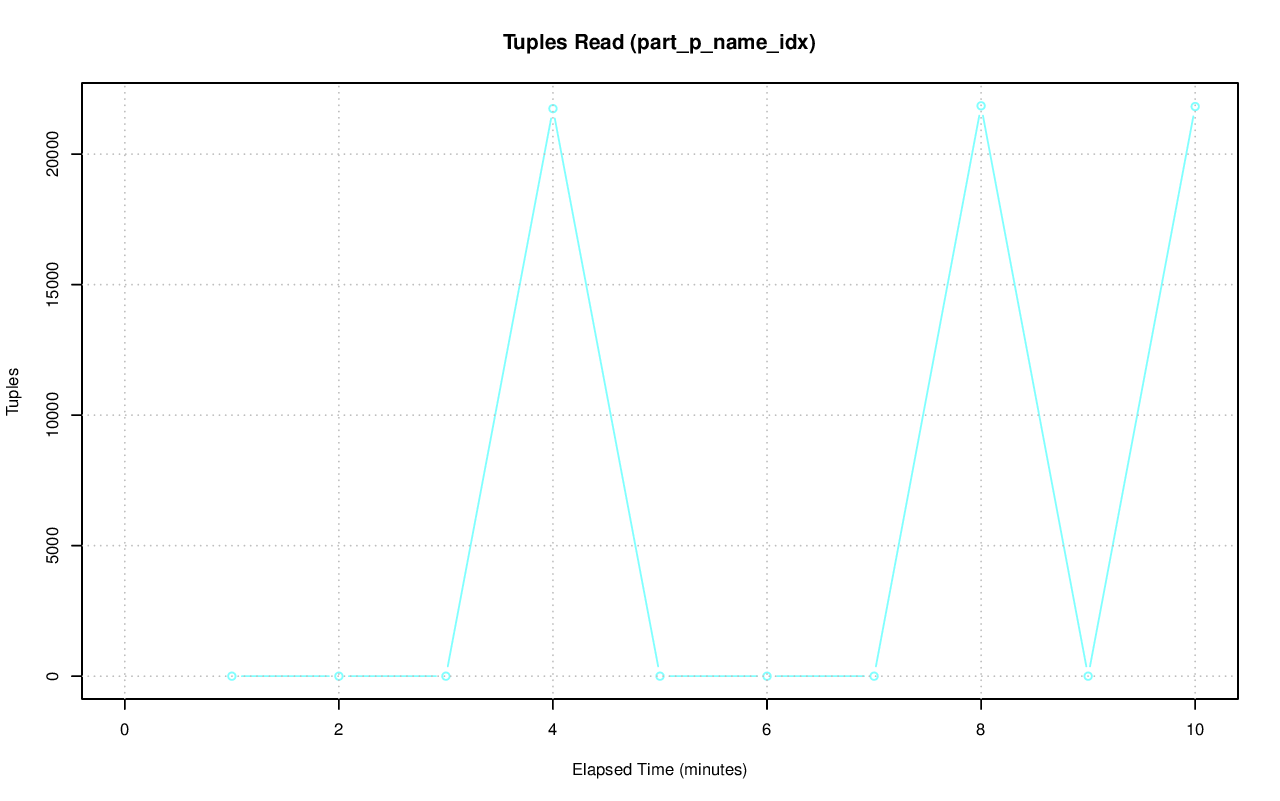 Tuples Read (part_p_name_idx)
Tuples
20000
15000
10000
5000
0
0 2 4 6 8 10
Elapsed Time (minutes)